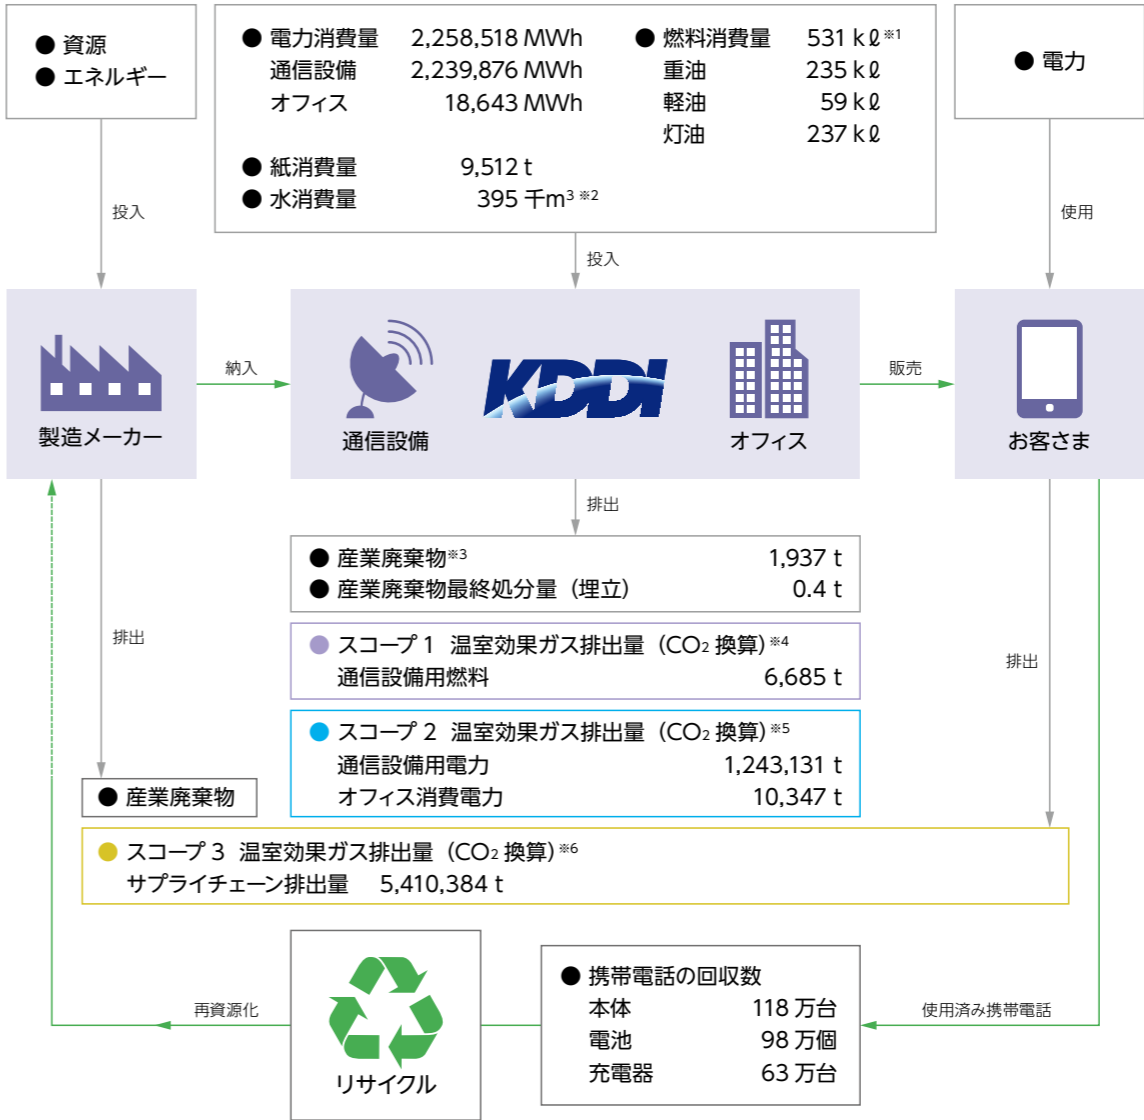 ● 資源
● エネルギー
● 電力消費量 2,258,518 MWh
通信設備 2,239,876 MWh
オフィス 18,643 MWh
● 紙消費量 9,512 t
● 水消費量 395 千m³ ※2
● 燃料消費量 531 kℓ※1
重油 235 kℓ
軽油 59 kℓ
灯油 237 kℓ
● 電力
投入
投入
使用
製造メーカー
納入
通信設備
KDDI
オフィス
販売
お客さま
排出
● 産業廃棄物※3 1,937 t
● 産業廃棄物最終処分量（埋立） 0.4 t
● スコープ 1 温室効果ガス排出量（CO₂ 換算）※4
通信設備用燃料 6,685 t
● スコープ 2 温室効果ガス排出量（CO₂ 換算）※5
通信設備用電力 1,243,131 t
オフィス消費電力 10,347 t
排出
排出
● 産業廃棄物
● スコープ 3 温室効果ガス排出量（CO₂ 換算）※6
サプライチェーン排出量 5,410,384 t
再資源化
リサイクル
● 携帯電話の回収数
本体 118 万台
電池 98 万個
充電器 63 万台
使用済み携帯電話